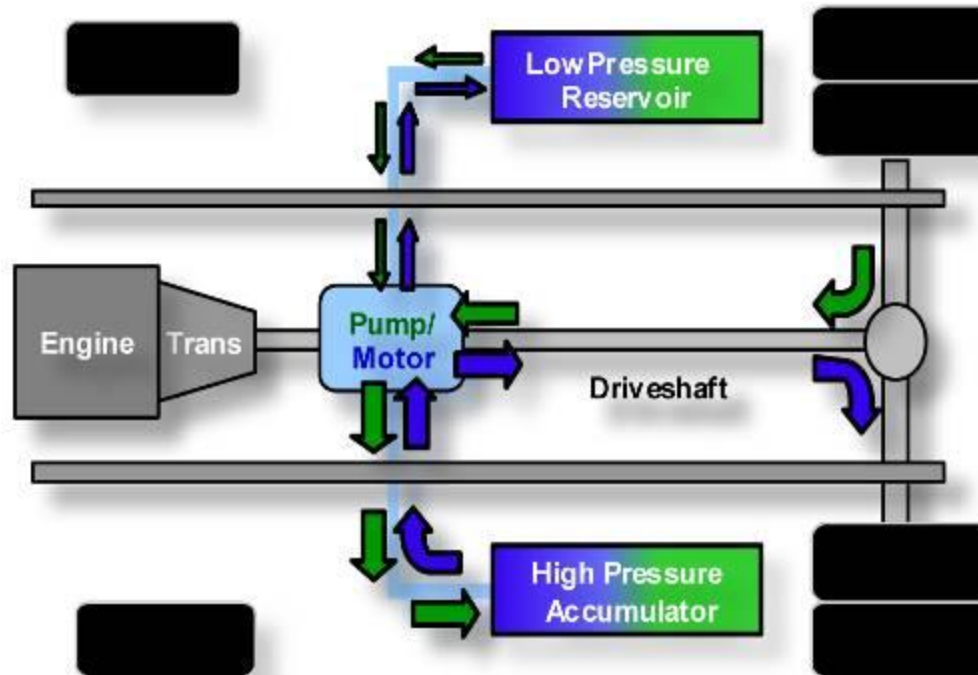 Low Pressure
Reservoir
Engine
Trans
Pump/
Motor
Driveshaft
High Pressure
Accumulator